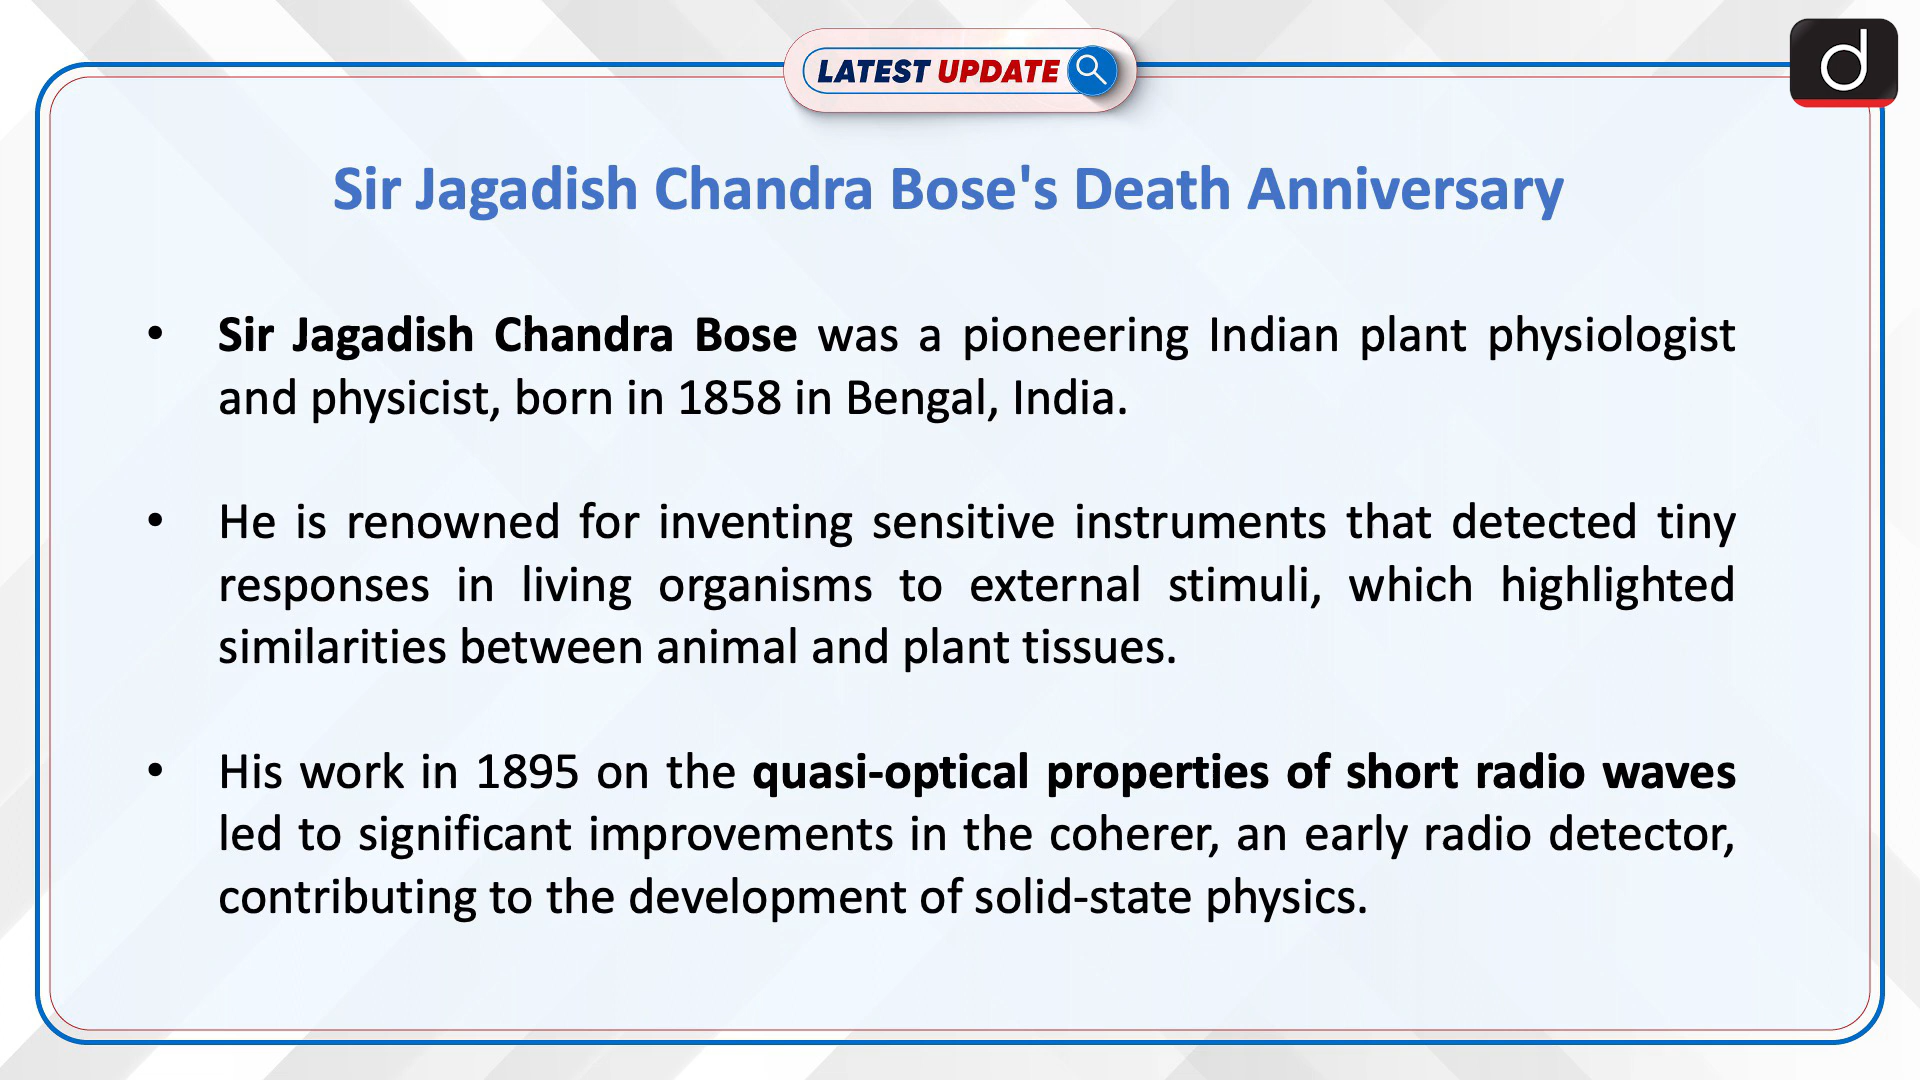 LATEST UPDATE
d
Sir Jagadish Chandra Bose's Death Anniversary
• Sir Jagadish Chandra Bose was a pioneering Indian plant physiologist
and physicist, born in 1858 in Bengal, India.
• He is renowned for inventing sensitive instruments that detected tiny
responses in living organisms to external stimuli, which highlighted
similarities between animal and plant tissues.
• His work in 1895 on the quasi-optical properties of short radio waves
led to significant improvements in the coherer, an early radio detector,
contributing to the development of solid-state physics.